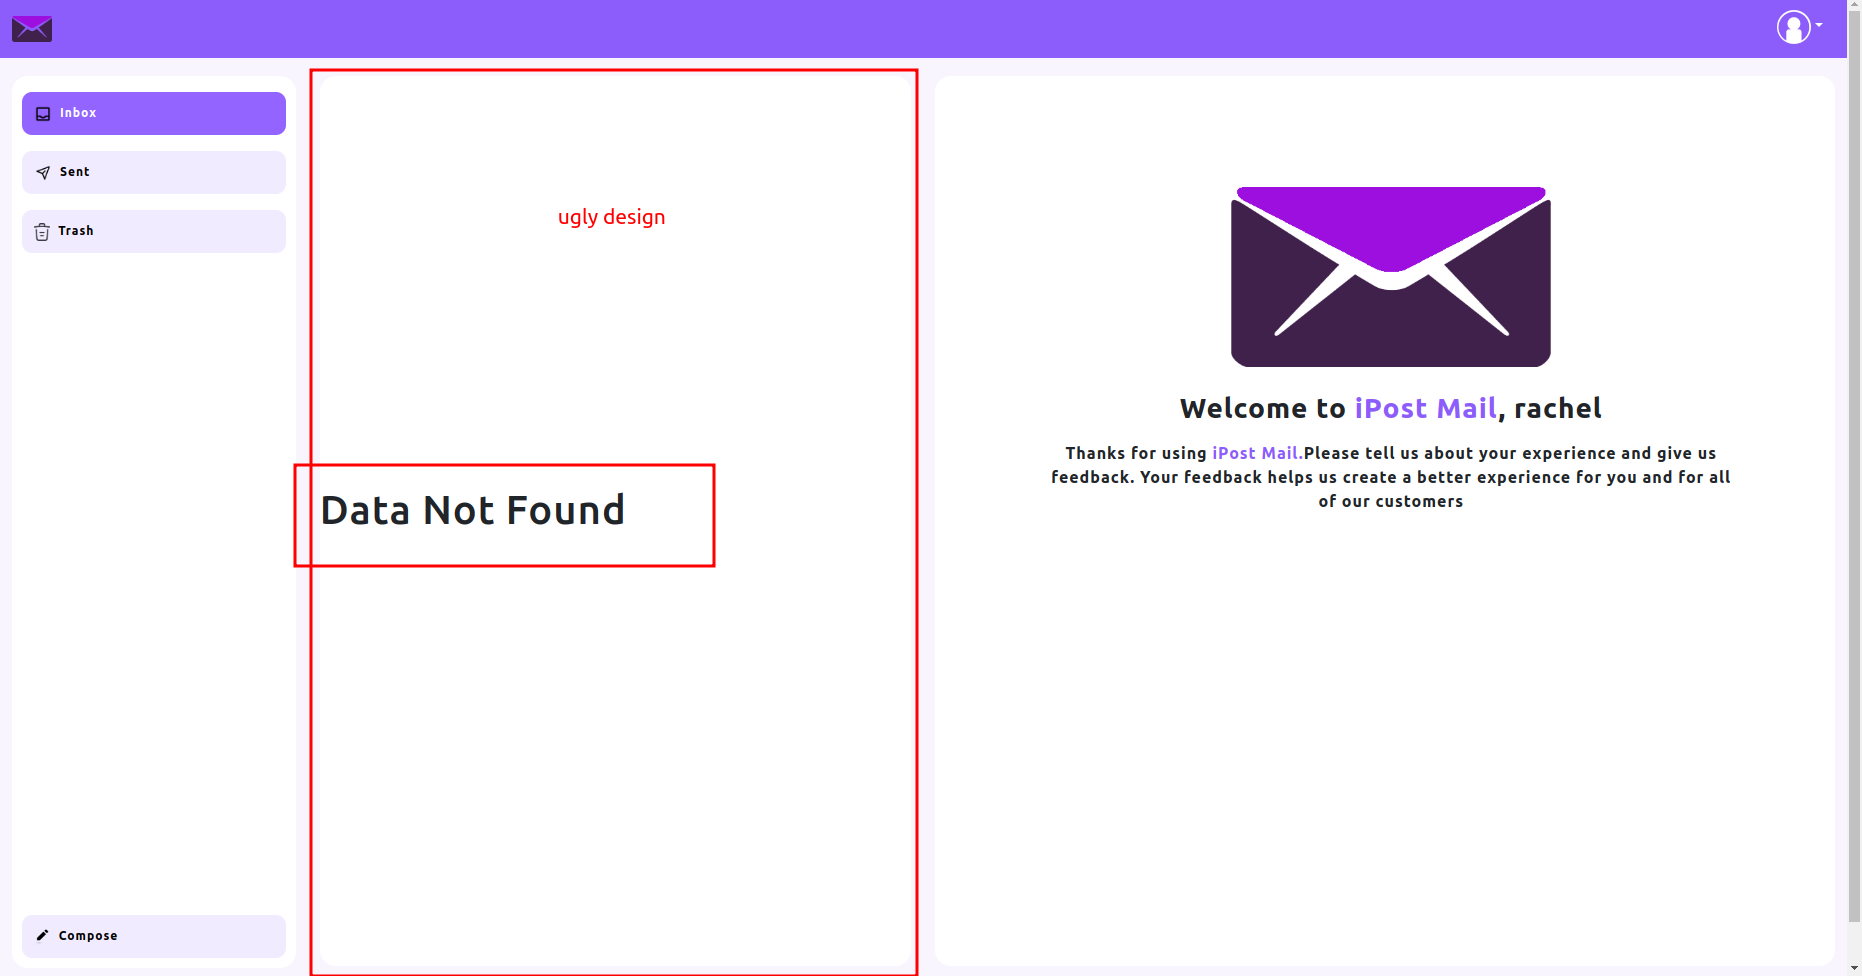 Inbox
Sent
Trash
Compose
ugly design
Data Not Found
Welcome to iPost Mail, rachel
Thanks for using iPost Mail.Please tell us about your experience and give us
feedback. Your feedback helps us create a better experience for you and for all
of our customers